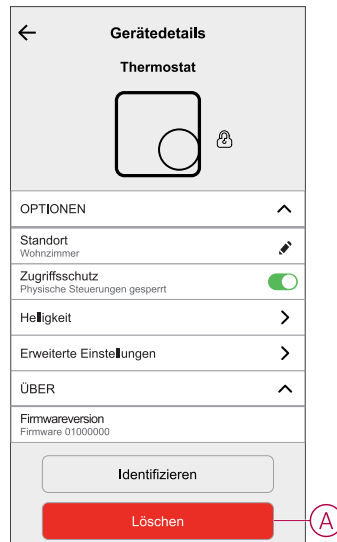 Gerätedetails
Thermostat
OPTIONEN
Standort
Wohnzimmer
Zugriffsschutz
Physische Steuerungen gesperrt
Helligkeit
Erweiterte Einstellungen
ÜBER
Firmwareversion
Firmware 01000000
Identifizieren
Löschen
A